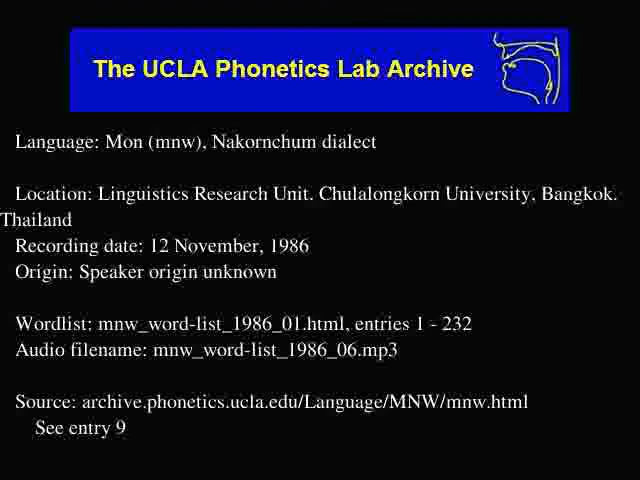 The UCLA Phonetics Lab Archive
Language: Mon (mnw), Nakornchum dialect
Location: Linguistics Research Unit. Chulalongkorn University, Bangkok.
Thailand
Recording date: 12 November, 1986
Origin: Speaker origin unknown
Wordlist: mnw_word-list_1986_01.html, entries 1 - 232
Audio filename: mnw_word-list_1986_06.mp3
Source: archive.phonetics.ucla.edu/Language/MNW/mnw.html
See entry 9